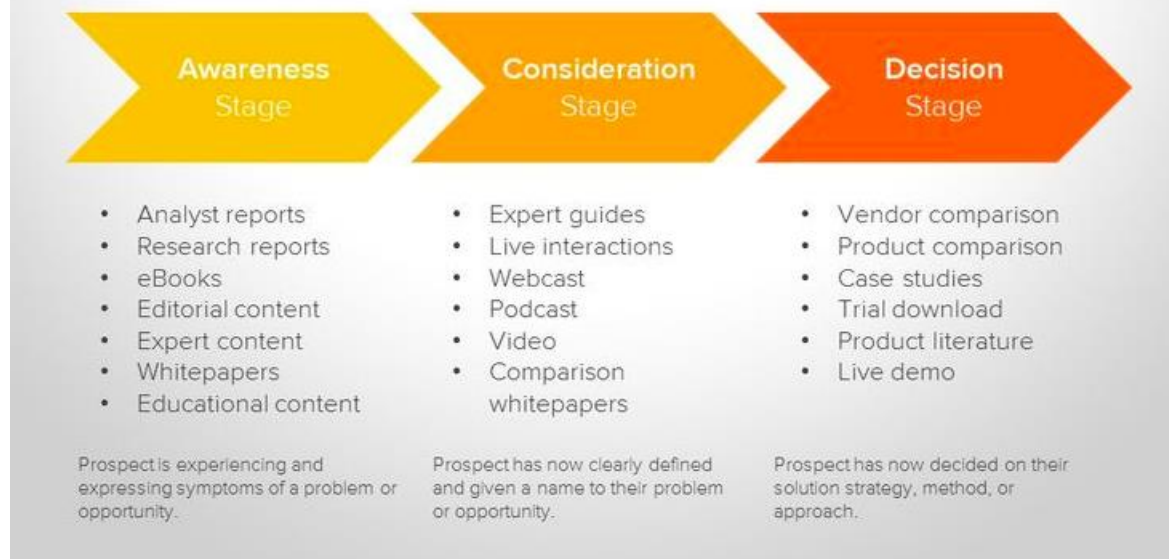 Awareness
Stage
Consideration
Stage
Decision
Stage
• Analyst reports
• Research reports
• eBooks
• Editorial content
• Expert content
• Whitepapers
• Educational content
• Expert guides
• Live interactions
• Webcast
• Podcast
• Video
• Comparison
whitepapers
• Vendor comparison
• Product comparison
• Case studies
• Trial download
• Product literature
• Live demo
Prospect is experiencing and
expressing symptoms of a problem or
opportunity.
Prospect has now clearly defined
and given a name to their problem
or opportunity.
Prospect has now decided on their
solution strategy, method, or
approach.